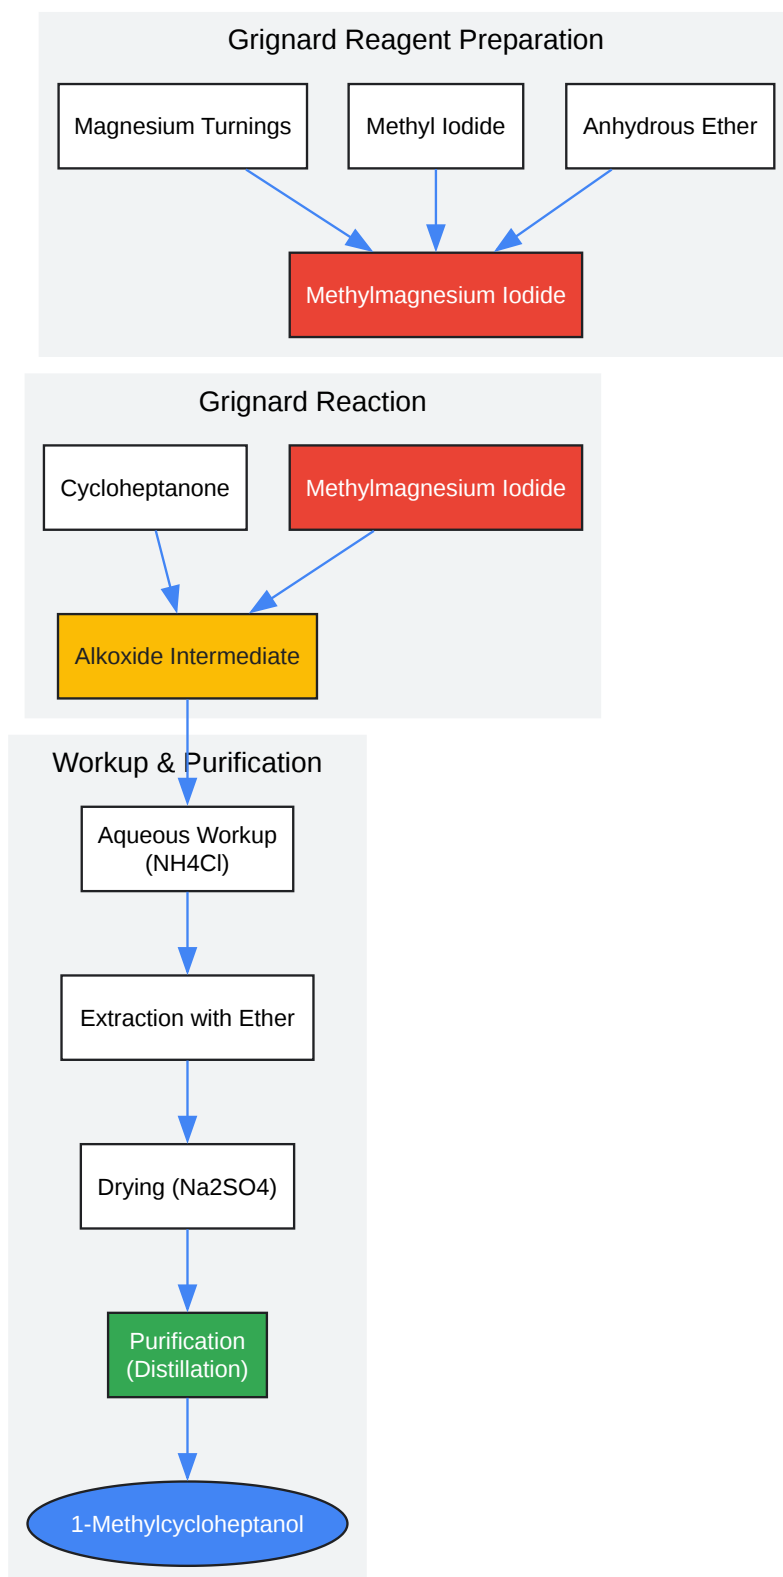 Grignard Reagent Preparation
Magnesium Turnings
Methyl Iodide
Anhydrous Ether
Methylmagnesium Iodide
Grignard Reaction
Cycloheptanone
Methylmagnesium Iodide
Alkoxide Intermediate
Workup & Purification
Aqueous Workup
(NH4Cl)
Extraction with Ether
Drying (Na2SO4)
Purification
(Distillation)
1-Methylcycloheptanol